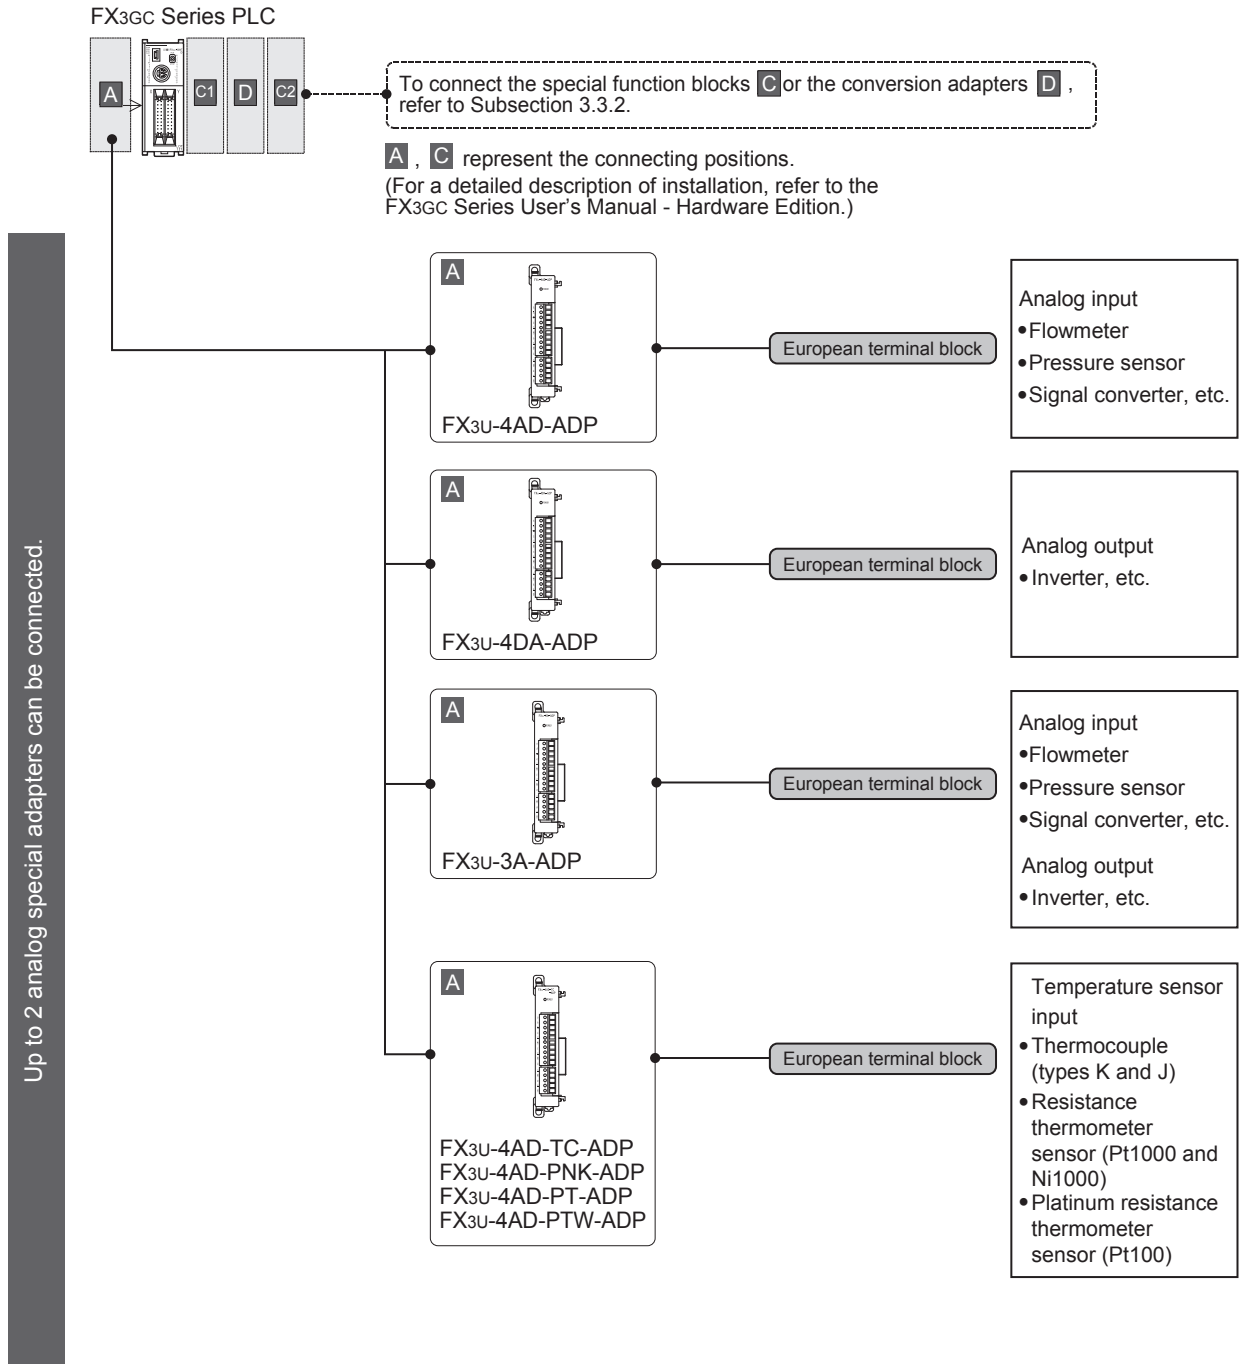 FX3GC Series PLC
A
C1
D
C2
To connect the special function blocks C or the conversion adapters D ,
refer to Subsection 3.3.2.
A , C represent the connecting positions.
(For a detailed description of installation, refer to the
FX3GC Series User's Manual - Hardware Edition.)
Up to 2 analog special adapters can be connected.
A
FX3U-4AD-ADP
European terminal block
Analog input
•Flowmeter
•Pressure sensor
•Signal converter, etc.
A
FX3U-4DA-ADP
European terminal block
Analog output
•Inverter, etc.
A
FX3U-3A-ADP
European terminal block
Analog input
•Flowmeter
•Pressure sensor
•Signal converter, etc.
Analog output
•Inverter, etc.
A
FX3U-4AD-TC-ADP
FX3U-4AD-PNK-ADP
FX3U-4AD-PT-ADP
FX3U-4AD-PTW-ADP
European terminal block
Temperature sensor
input
•Thermocouple
(types K and J)
•Resistance
thermometer
sensor (Pt1000 and
Ni1000)
•Platinum resistance
thermometer
sensor (Pt100)